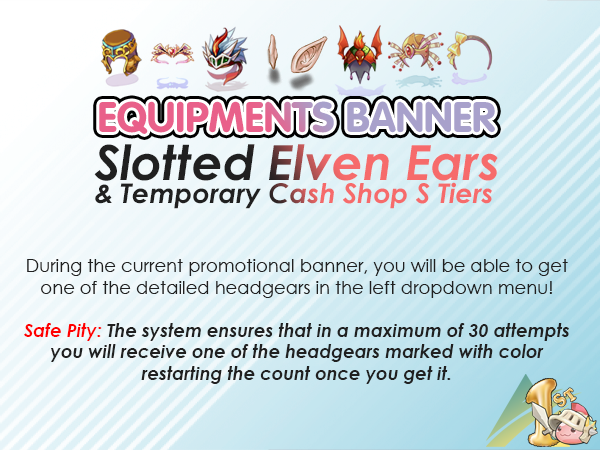 EQUIPMENTS BANNER
Slotted Elven Ears
& Temporary Cash Shop S Tiers
During the current promotional banner, you will be able to get
one of the detailed headgears in the left dropdown menu!
Safe Pity: The system ensures that in a maximum of 30 attempts
you will receive one of the headgears marked with color
restarting the count once you get it.
1ST